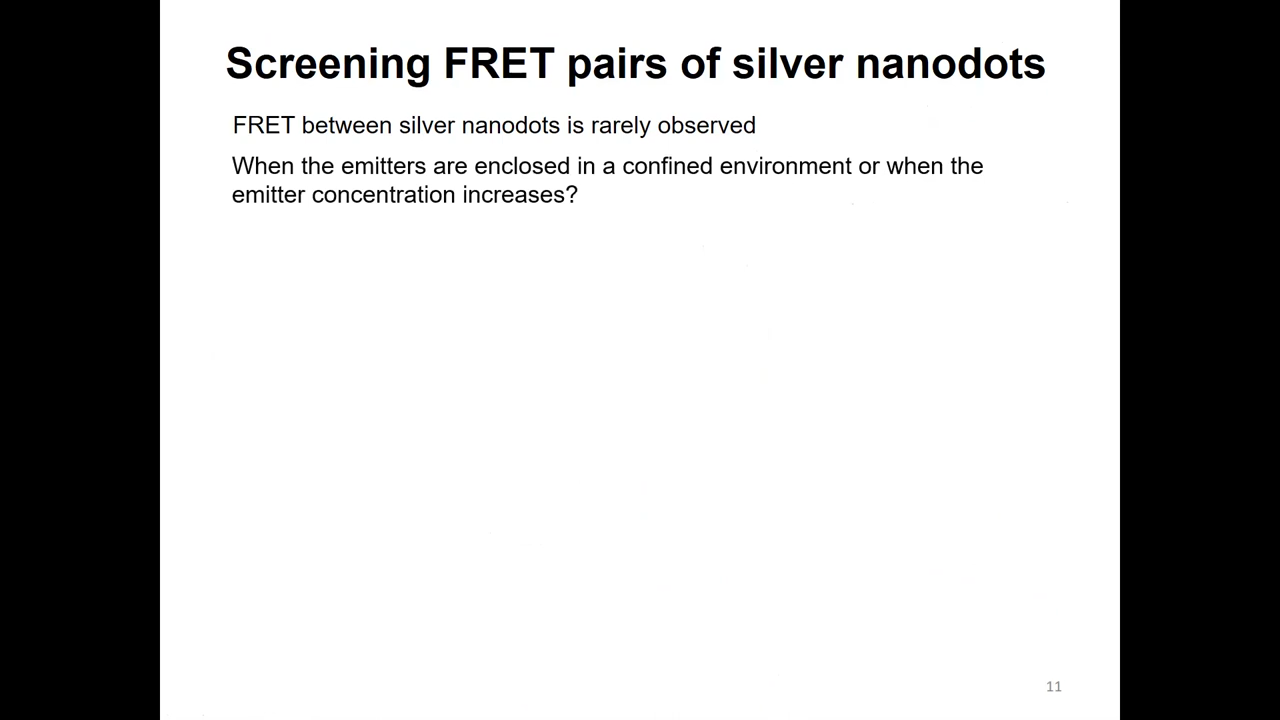 Screening FRET pairs of silver nanodots
FRET between silver nanodots is rarely observed
When the emitters are enclosed in a confined environment or when the
emitter concentration increases?
11